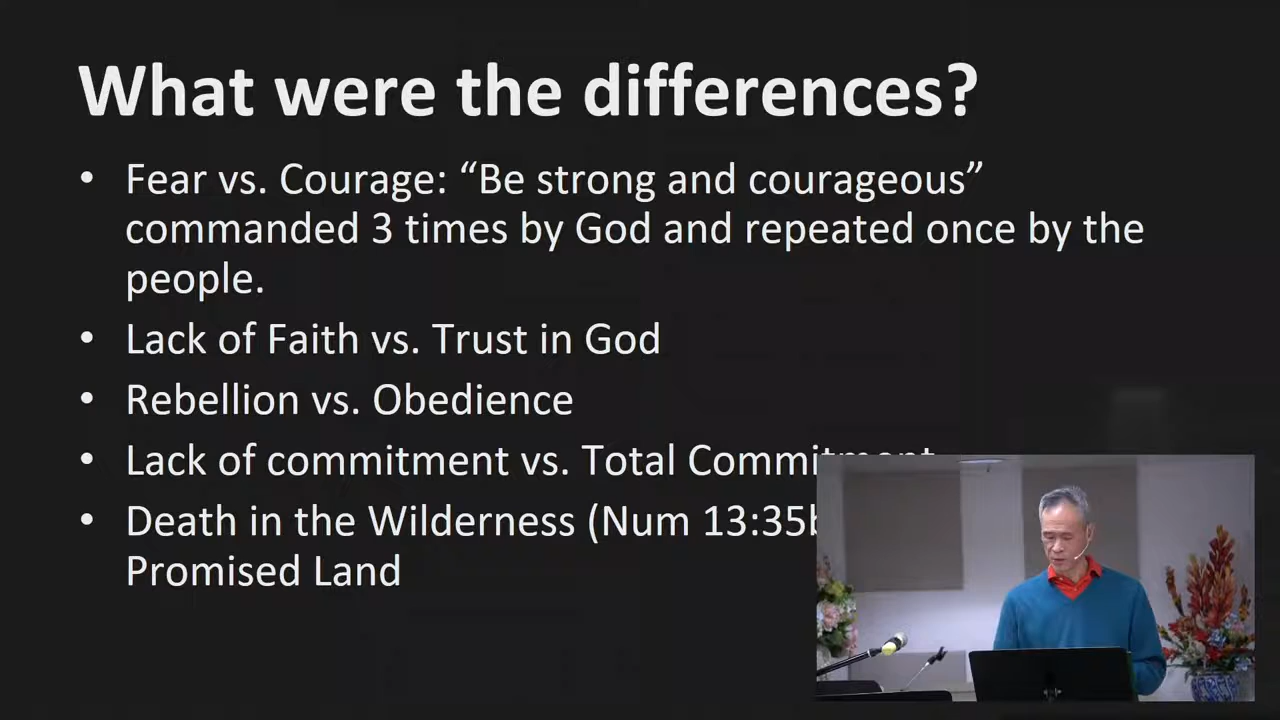 What were the differences?
• Fear vs. Courage: “Be strong and courageous”
commanded 3 times by God and repeated once by the
people.
• Lack of Faith vs. Trust in God
• Rebellion vs. Obedience
• Lack of commitment vs. Total Commitment
• Death in the Wilderness (Num 13:35b
Promised Land